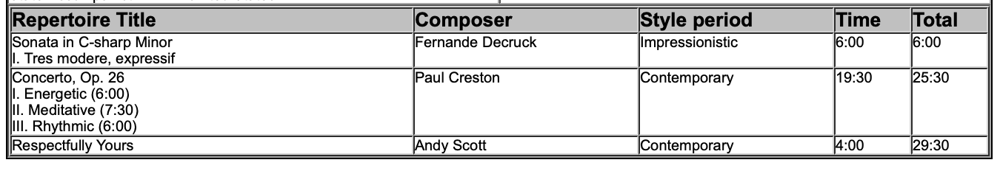 Repertoire Title Composer Style period Time Total
Sonata in C-sharp Minor Fernande Decruck Impressionistic 6:00 6:00
I. Tres modere, expressif
Concerto, Op. 26 Paul Creston Contemporary 19:30 25:30
I. Energetic (6:00)
II. Meditative (7:30)
III. Rhythmic (6:00)
Respectfully Yours Andy Scott Contemporary 4:00 29:30